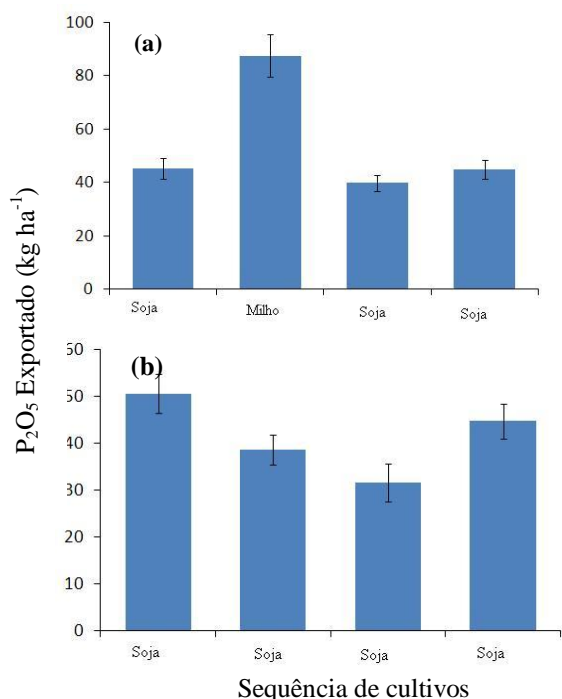 P₂O₅ Exportado (kg ha⁻¹)
(a)
100
80
60
40
20
0
Soja Milho Soja Soja
(b)
60
50
40
30
20
10
0
Soja Soja Soja Soja
Sequência de cultivos